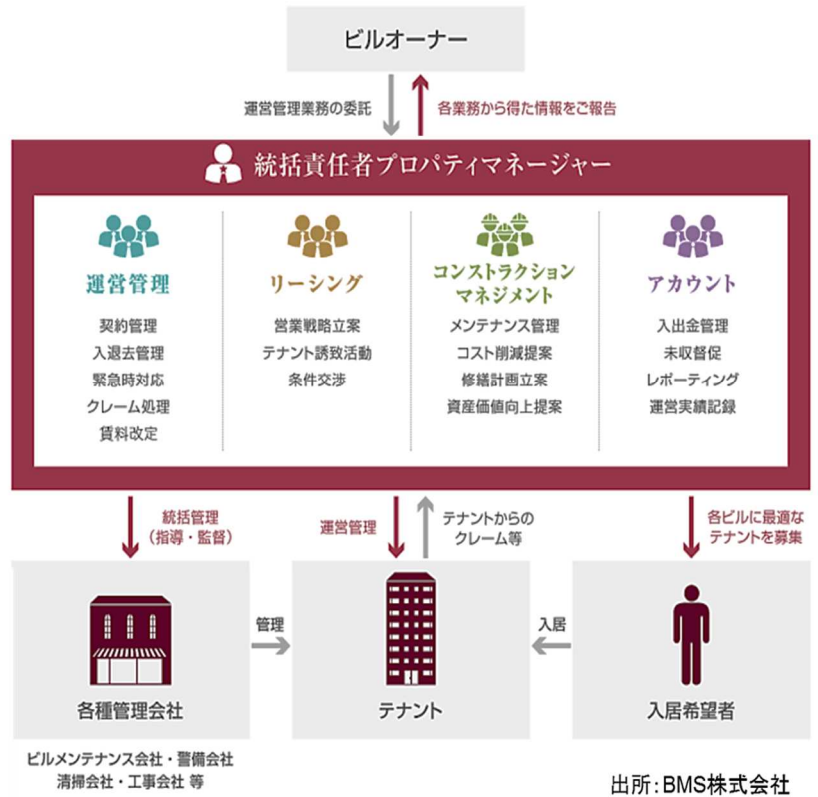 ビルオーナー
運営管理業務の委託
各業務から得た情報をご報告
統括責任者プロパティマネージャー
運営管理
契約管理
入退去管理
緊急時対応
クレーム処理
賃料改定
リーシング
営業戦略立案
テナント誘致活動
条件交渉
コンストラクション
マネジメント
メンテナンス管理
コスト削減提案
修繕計画立案
資産価値向上提案
アカウント
入出金管理
未収督促
レポーティング
運営実績記録
統括管理
（指導・監督）
運営管理
テナントからの
クレーム等
各ビルに最適な
テナントを募集
各種管理会社
管理
テナント
入居
入居希望者
ビルメンテナンス会社・警備会社
清掃会社・工事会社 等
出所：BMS株式会社